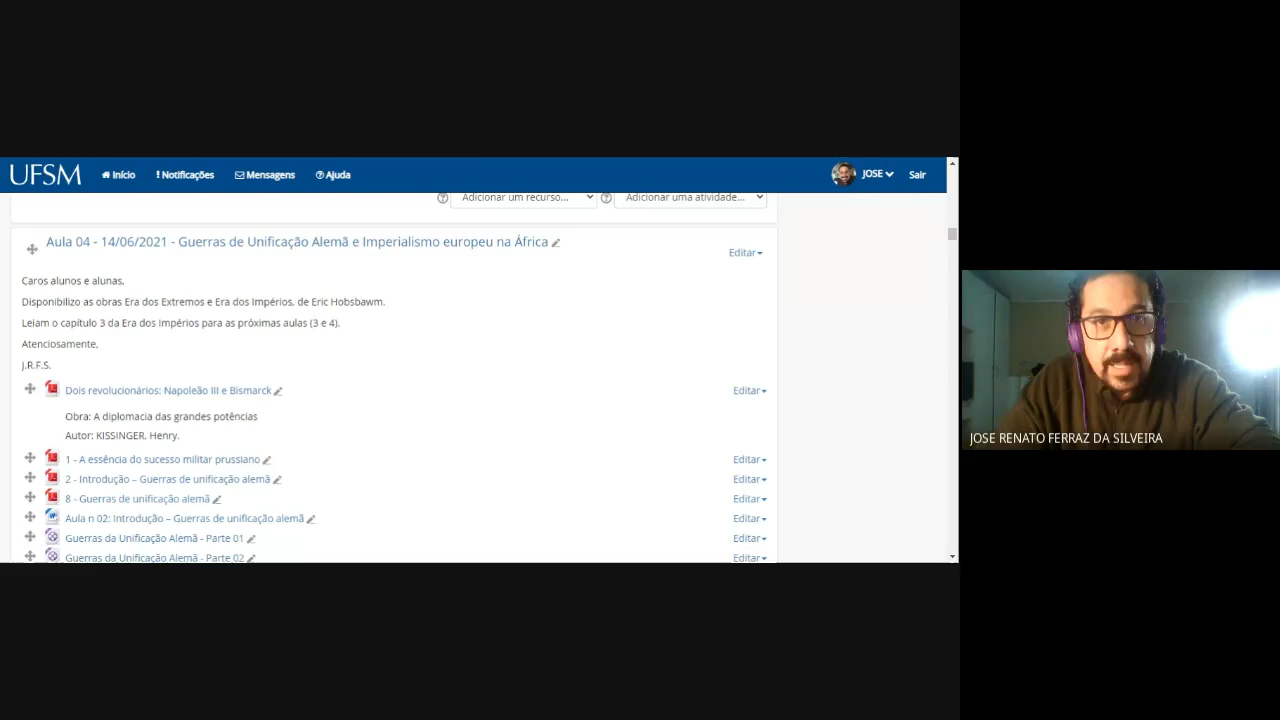 UFSM Início Notificações Mensagens Ajuda JOSE Sair
Adicionar um recurso... Adicionar uma atividade...
Aula 04 - 14/06/2021 - Guerras de Unificação Alemã e Imperialismo europeu na África
Editar
Caros alunos e alunas,
Disponibilizo as obras Era dos Extremos e Era dos Impérios, de Eric Hobsbawm.
Leiam o capítulo 3 da Era dos Impérios para as próximas aulas (3 e 4).
Atenciosamente,
J.R.F.S.
Dois revolucionários: Napoleão III e Bismarck Editar
Obra: A diplomacia das grandes potências
Autor: KISSINGER, Henry.
1 - A essência do sucesso militar prussiano Editar
2 - Introdução – Guerras de unificação alemã Editar
8 - Guerras de unificação alemã Editar
Aula n 02: Introdução – Guerras de unificação alemã Editar
Guerras da Unificação Alemã - Parte 01 Editar
Guerras da Unificação Alemã - Parte 02 Editar
JOSE RENATO FERRAZ DA SILVEIRA